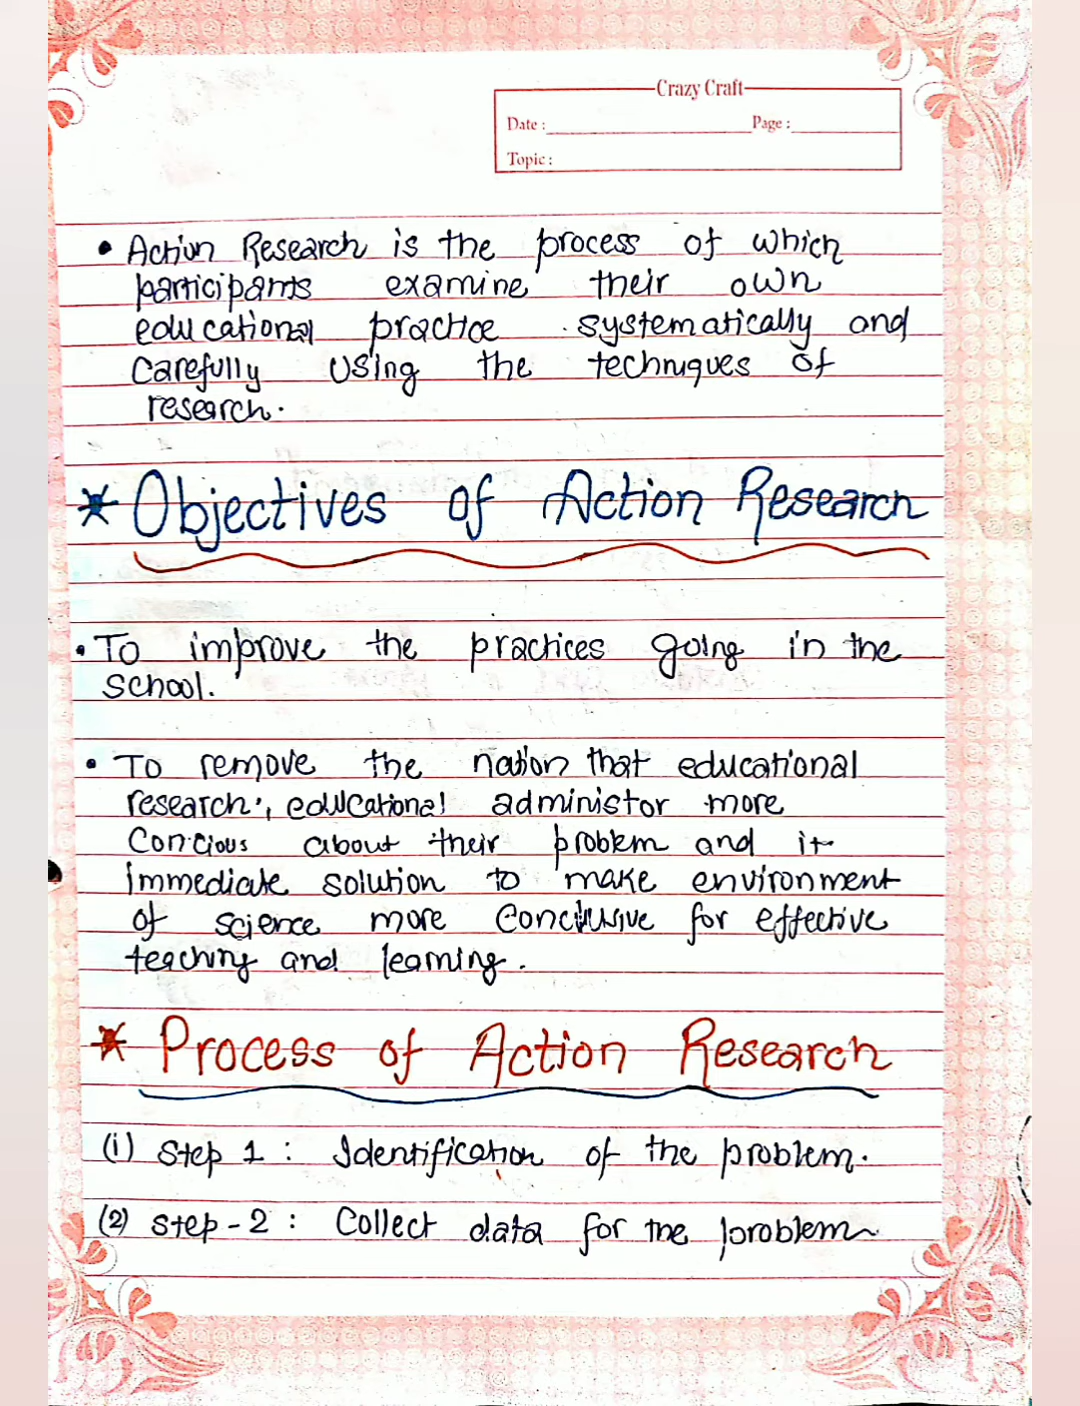 Crazy Craft
Date : Page :
Topic :
• Action Research is the process of which
participants examine their own
educational practice systematically and
carefully using the techniques of
research.
* Objectives of Action Research
• To improve the practices going in the
school.
• To remove the nation that educational
research, educational administor more
Concious about their problem and it
immediate solution to make environment
of science more Conclusive for effective
teaching and learning.
* Process of Action Research
(i) Step 1 : Identification of the problem.
(2) step - 2 : Collect data for the problem